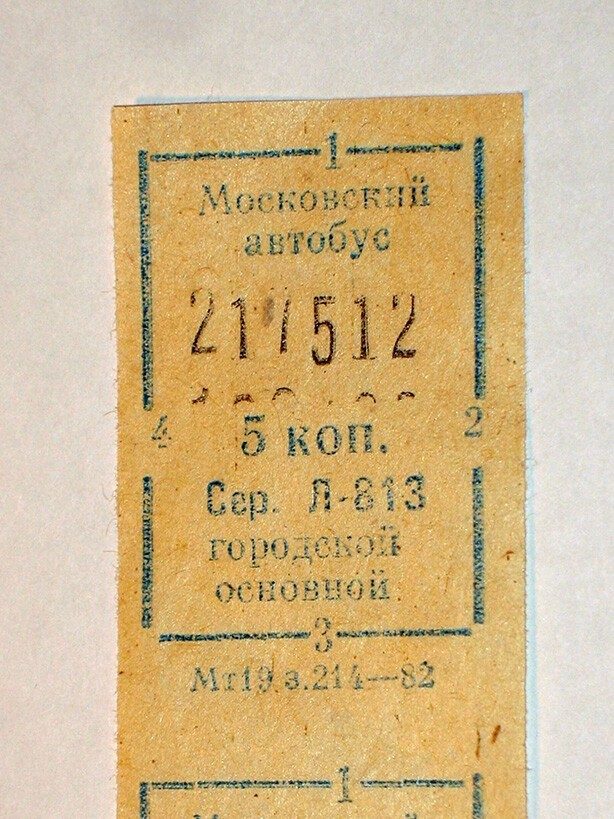 1
Московский
автобус
217512
4 5 коп. 2
Сер. Л-813
городской
основной
3
Мт19 з.214—82
1